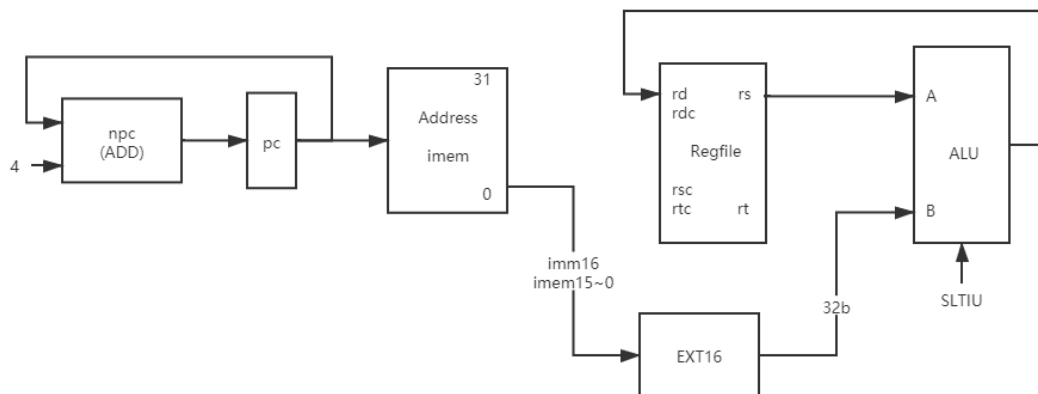 npc
(ADD)
4
pc
31
Address
imem
0
imm16
imem15~0
EXT16
32b
rd
rs
rdc
Regfile
rsc
rtc
rt
A
ALU
B
SLTIU